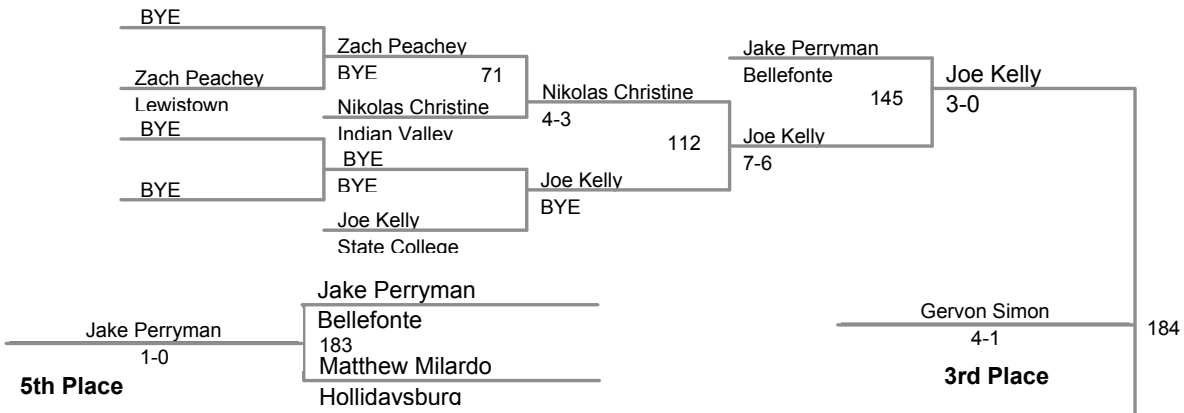 BYE
Zach Peachey
Jake Perryman
BYE
71
Bellefonte
Joe Kelly
Zach Peachey
Nikolas Christine
145
3-0
Lewistown
Nikolas Christine
4-3
BYE
Indian Valley
112
Joe Kelly
BYE
7-6
BYE
BYE
Joe Kelly
BYE
Joe Kelly
State College
Jake Perryman
Bellefonte
Gervon Simon
Jake Perryman
183
4-1
184
1-0
Matthew Milardo
5th Place
3rd Place
Hollidaysburg